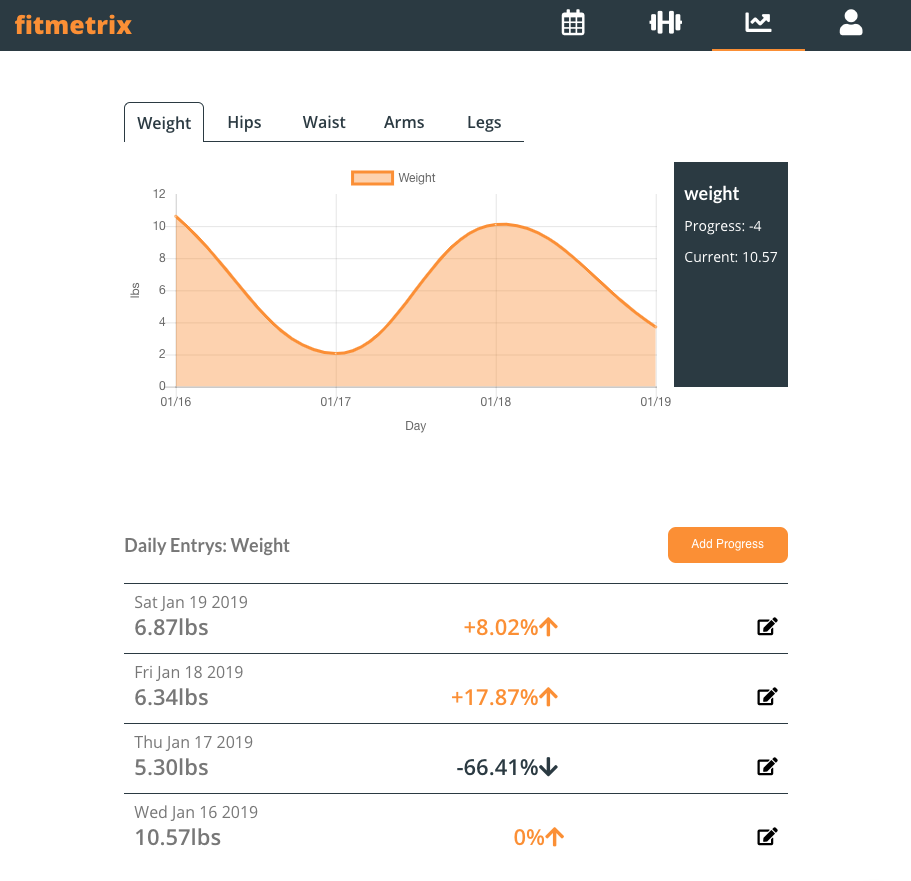 fitmetrix
Weight Hips Waist Arms Legs
Weight
12
10
8
6
4
2
0
lbs
01/16 01/17 01/18 01/19
Day
weight
Progress: -4
Current: 10.57
Daily Entrys: Weight
Add Progress
Sat Jan 19 2019
6.87lbs +8.02%
Fri Jan 18 2019
6.34lbs +17.87%
Thu Jan 17 2019
5.30lbs -66.41%
Wed Jan 16 2019
10.57lbs 0%